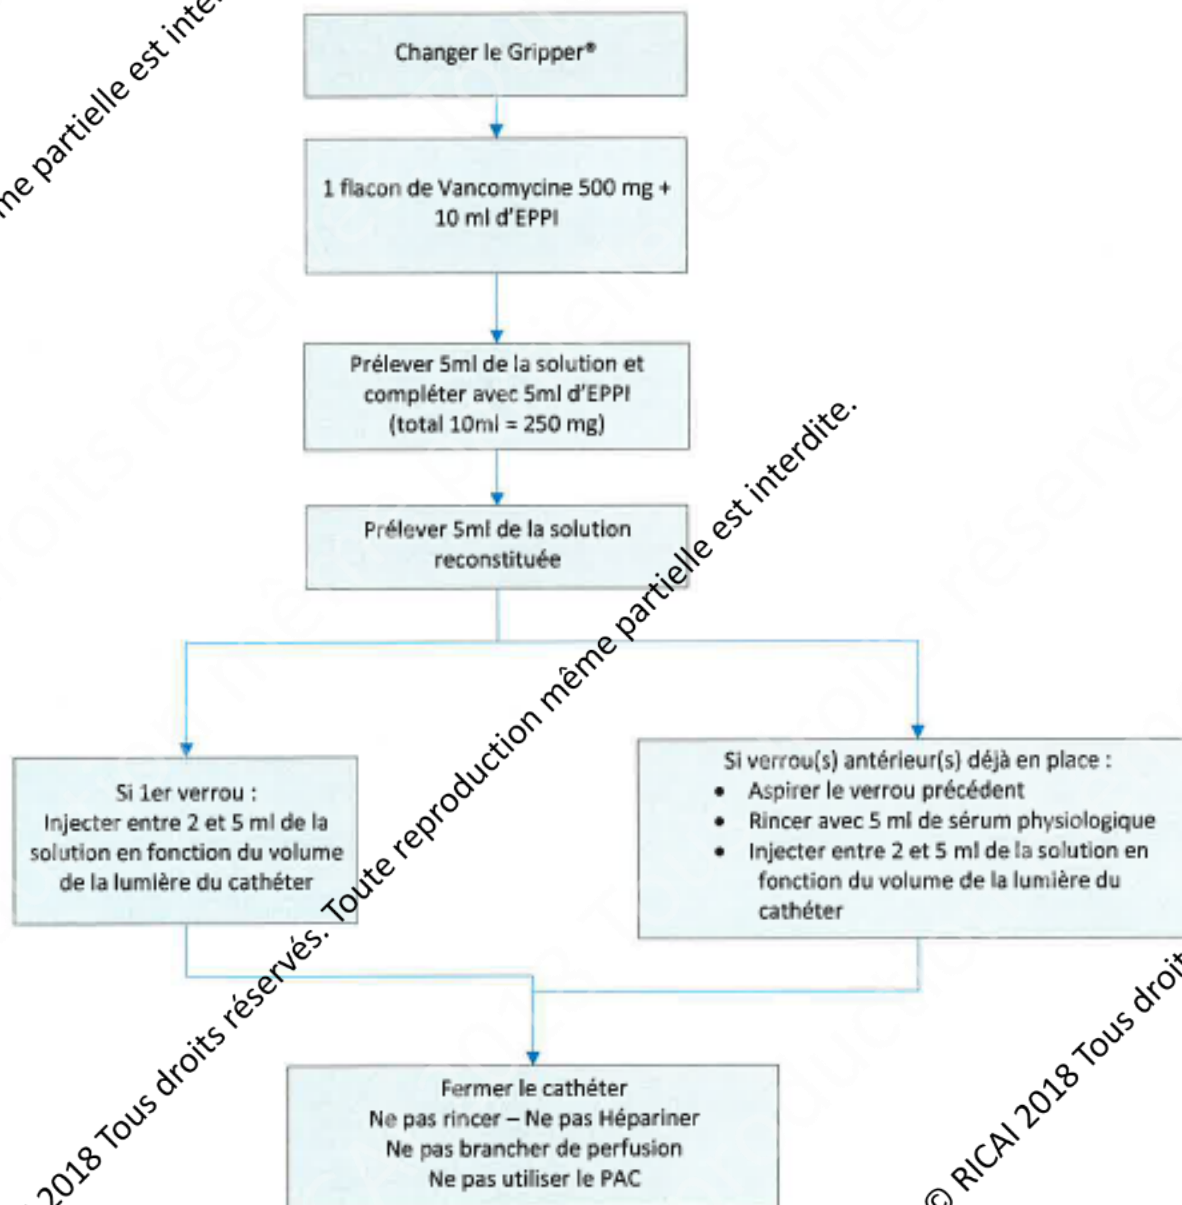 me partielle est inte
Changer le Gripper®
1 flacon de Vancomycine 500 mg +
10 ml d'EPPI
Prélever 5ml de la solution et
compléter avec 5ml d'EPPI
(total 10ml = 250 mg)
Prélever 5ml de la solution
reconstituée
Si 1er verrou :
Injecter entre 2 et 5 ml de la
solution en fonction du volume
de la lumière du cathéter
Si verrou(s) antérieur(s) déjà en place :
• Aspirer le verrou précédent
• Rincer avec 5 ml de sérum physiologique
• Injecter entre 2 et 5 ml de la solution en
fonction du volume de la lumière du
cathéter
Fermer le cathéter
Ne pas rincer – Ne pas Hépariner
Ne pas brancher de perfusion
Ne pas utiliser le PAC
2018 Tous droits réservés. Toute reproduction même partielle est interdite.
© RICAI 2018 Tous droit